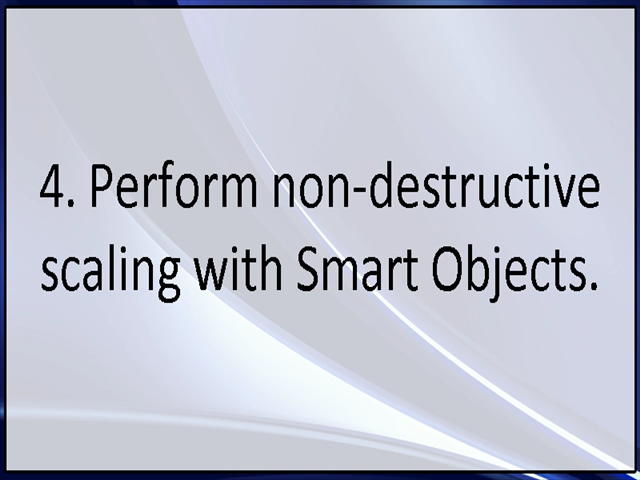 4. Perform non-destructive
scaling with Smart Objects.